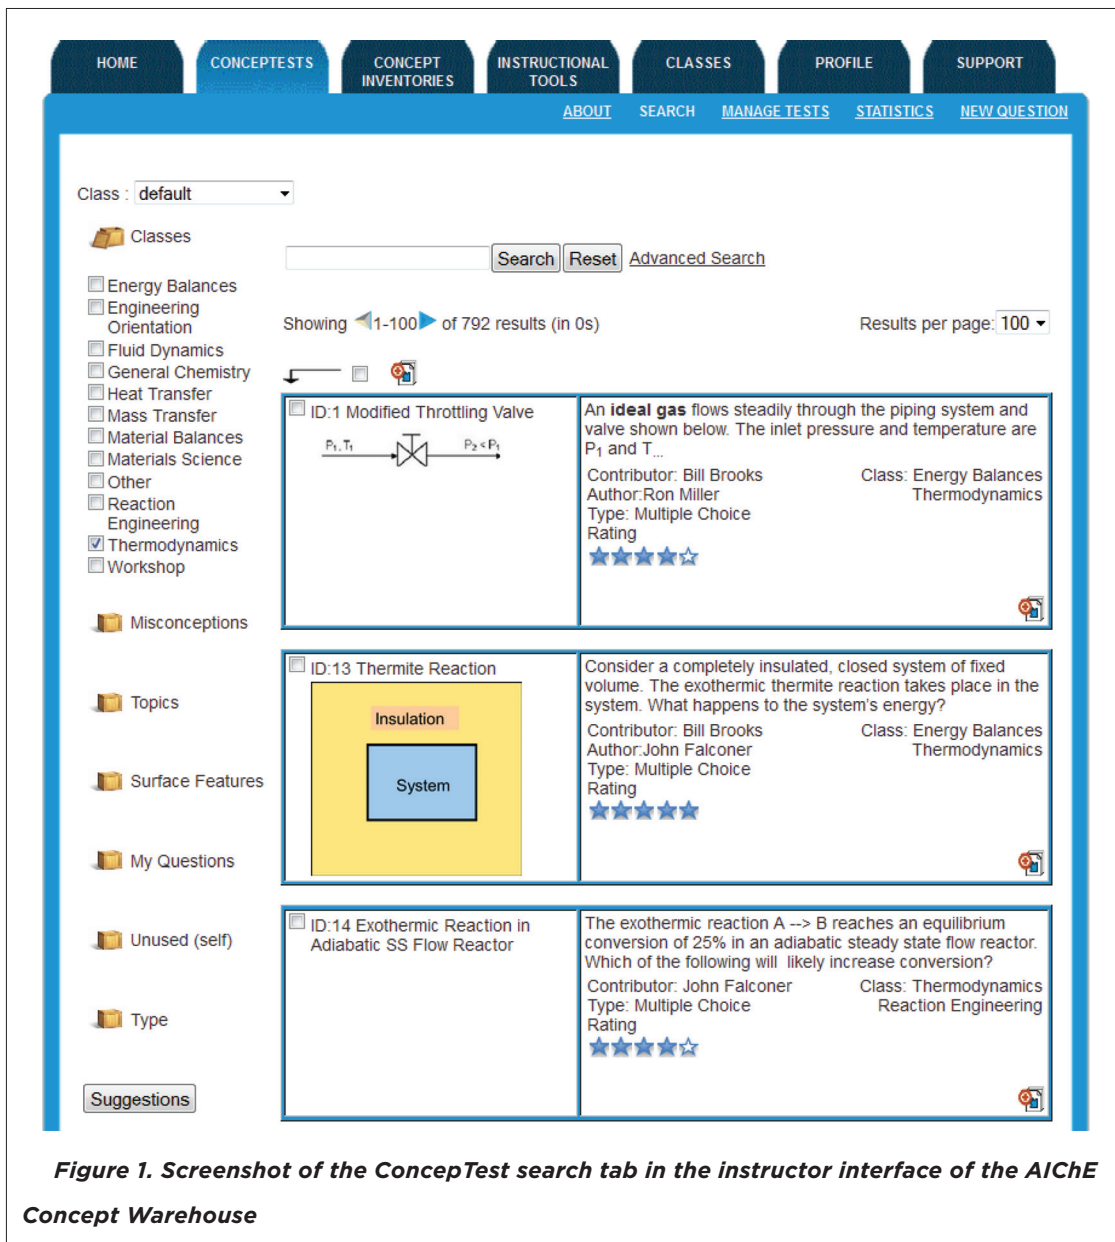 HOME
CONCEPTESTS
CONCEPT
INVENTORIES
INSTRUCTIONAL
TOOLS
CLASSES
PROFILE
SUPPORT
ABOUT SEARCH MANAGE TESTS STATISTICS NEW QUESTION
Class : default
Classes
Energy Balances
Engineering
Orientation
Fluid Dynamics
General Chemistry
Heat Transfer
Mass Transfer
Material Balances
Materials Science
Other
Reaction
Engineering
Thermodynamics
Workshop
Misconceptions
Topics
Surface Features
My Questions
Unused (self)
Type
Suggestions
Search Reset Advanced Search
Showing 1-100 of 792 results (in 0s)
Results per page: 100
ID:1 Modified Throttling Valve
P₁, T₁
P₂ < P₁
An ideal gas flows steadily through the piping system and
valve shown below. The inlet pressure and temperature are
P₁ and T...
Contributor: Bill Brooks
Author:Ron Miller
Type: Multiple Choice
Rating
Class: Energy Balances
Thermodynamics
ID:13 Thermite Reaction
Insulation
System
Consider a completely insulated, closed system of fixed
volume. The exothermic thermite reaction takes place in the
system. What happens to the system's energy?
Contributor: Bill Brooks
Author:John Falconer
Type: Multiple Choice
Rating
Class: Energy Balances
Thermodynamics
ID:14 Exothermic Reaction in
Adiabatic SS Flow Reactor
The exothermic reaction A --> B reaches an equilibrium
conversion of 25% in an adiabatic steady state flow reactor.
Which of the following will likely increase conversion?
Contributor: John Falconer
Type: Multiple Choice
Rating
Class: Thermodynamics
Reaction Engineering
Figure 1. Screenshot of the ConcepTest search tab in the instructor interface of the AIChE
Concept Warehouse